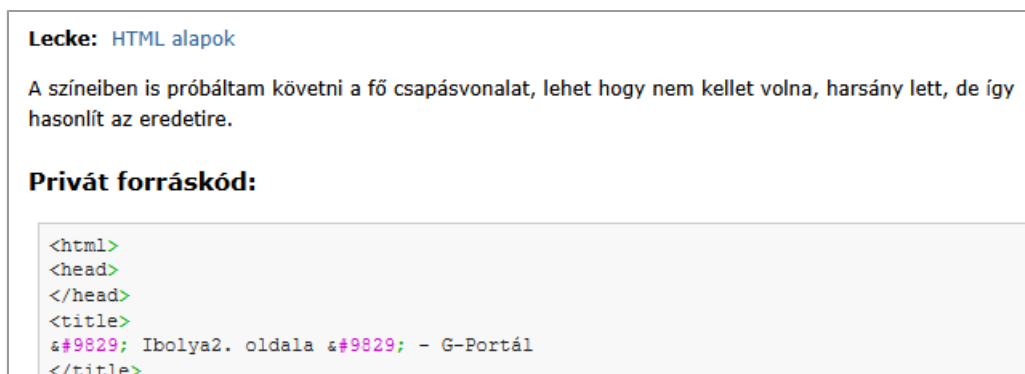 Lecke: HTML alapok
A színeiben is próbáltam követni a fő csapásvonalat, lehet hogy nem kellet volna, harsány lett, de így
hasonlít az eredetire.
Privát forráskód:
<html>
<head>
</head>
<title>
&#9829; Ibolya2. oldala &#9829; - G-Portál
</title>